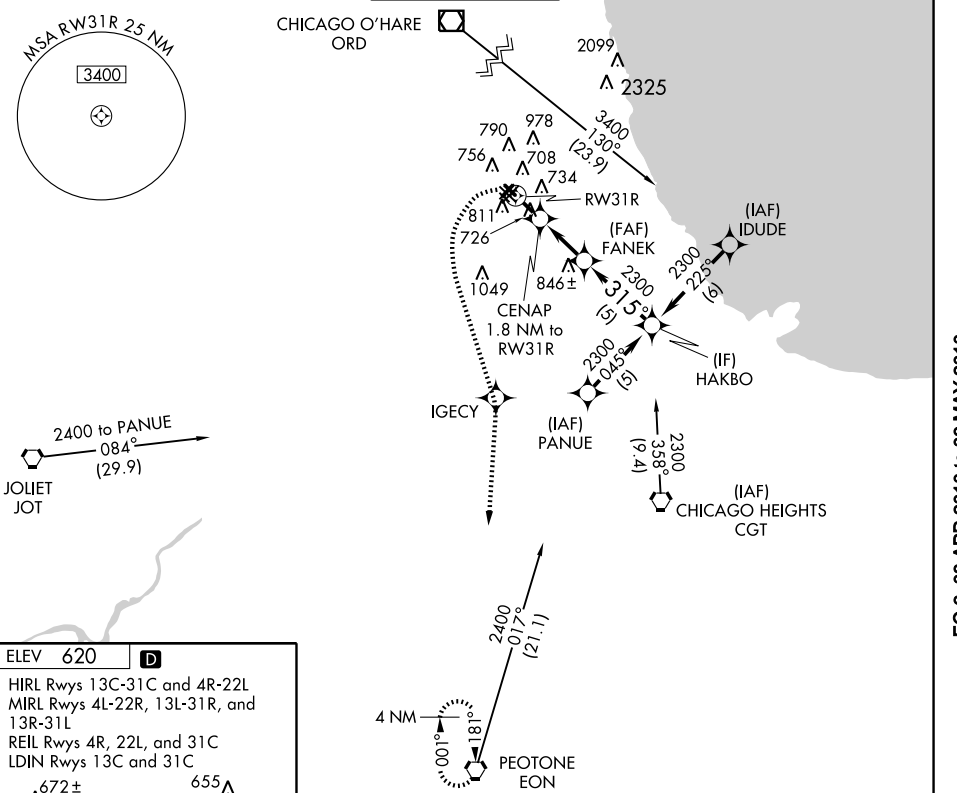 MSA RW31R 25 NM
3400
CHICAGO O'HARE
ORD
2099
2325
3400
130°
(23.9)
790
978
756
708
734
RW31R
811
726
(FAF)
FANEK
(IAF)
IDUDE
2300
225°
(6)
2300
315°
(5)
1049
846±
CENAP
1.8 NM to
RW31R
2300
045°
(5)
(IF)
HAKBO
IGECY
(IAF)
PANUE
2400 to PANUE
084°
(29.9)
JOLIET
JOT
2300
358°
(9.4)
(IAF)
CHICAGO HEIGHTS
CGT
2400
017°
(21.1)
ELEV 620
D
HIRL Rwys 13C-31C and 4R-22L
MIRL Rwys 4L-22R, 13L-31R, and
13R-31L
REIL Rwys 4R, 22L, and 31C
LDIN Rwys 13C and 31C
672±
655
4 NM
001°
181°
PEOTONE
EON